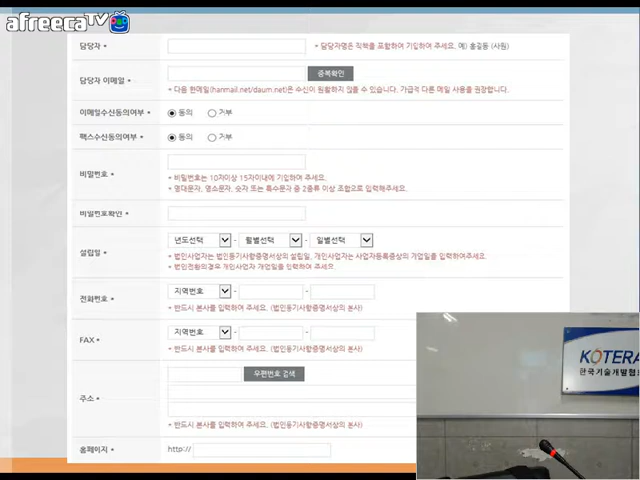 afreecaTV
담당자 *
* 담당자명은 직책을 포함하여 기입하여 주세요. 예) 홍길동 (사원)
담당자 이메일 *
중복확인
* 다음 한메일(hanmail.net/daum.net)은 수신이 원활하지 않을 수 있습니다. 가급적 다른 메일 사용을 권장합니다.
이메일수신동의여부 *
동의 거부
팩스수신동의여부 *
동의 거부
비밀번호 *
* 비밀번호는 10자이상 15자이내에 기입하여 주세요.
* 영대문자, 영소문자, 숫자 또는 특수문자 중 2종류 이상 조합으로 입력해주세요.
비밀번호확인 *
설립일 *
년도선택 - 월별선택 - 일별선택
* 법인사업자는 법인등기사항증명서상의 설립일, 개인사업자는 사업자등록증상의 개업일을 입력하여주세요.
* 법인전환의경우 개인사업자 개업일을 입력하여 주세요.
전화번호 *
지역번호 - -
* 반드시 본사를 입력하여 주세요. (법인등기사항증명서상의 본사)
FAX *
지역번호 - -
* 반드시 본사를 입력하여 주세요. (법인등기사항증명서상의 본사)
주소 *
우편번호 검색
* 반드시 본사를 입력하여 주세요. (법인등기사항증명서상의 본사)
홈페이지 *
http://
KOTERA
한국기술개발협